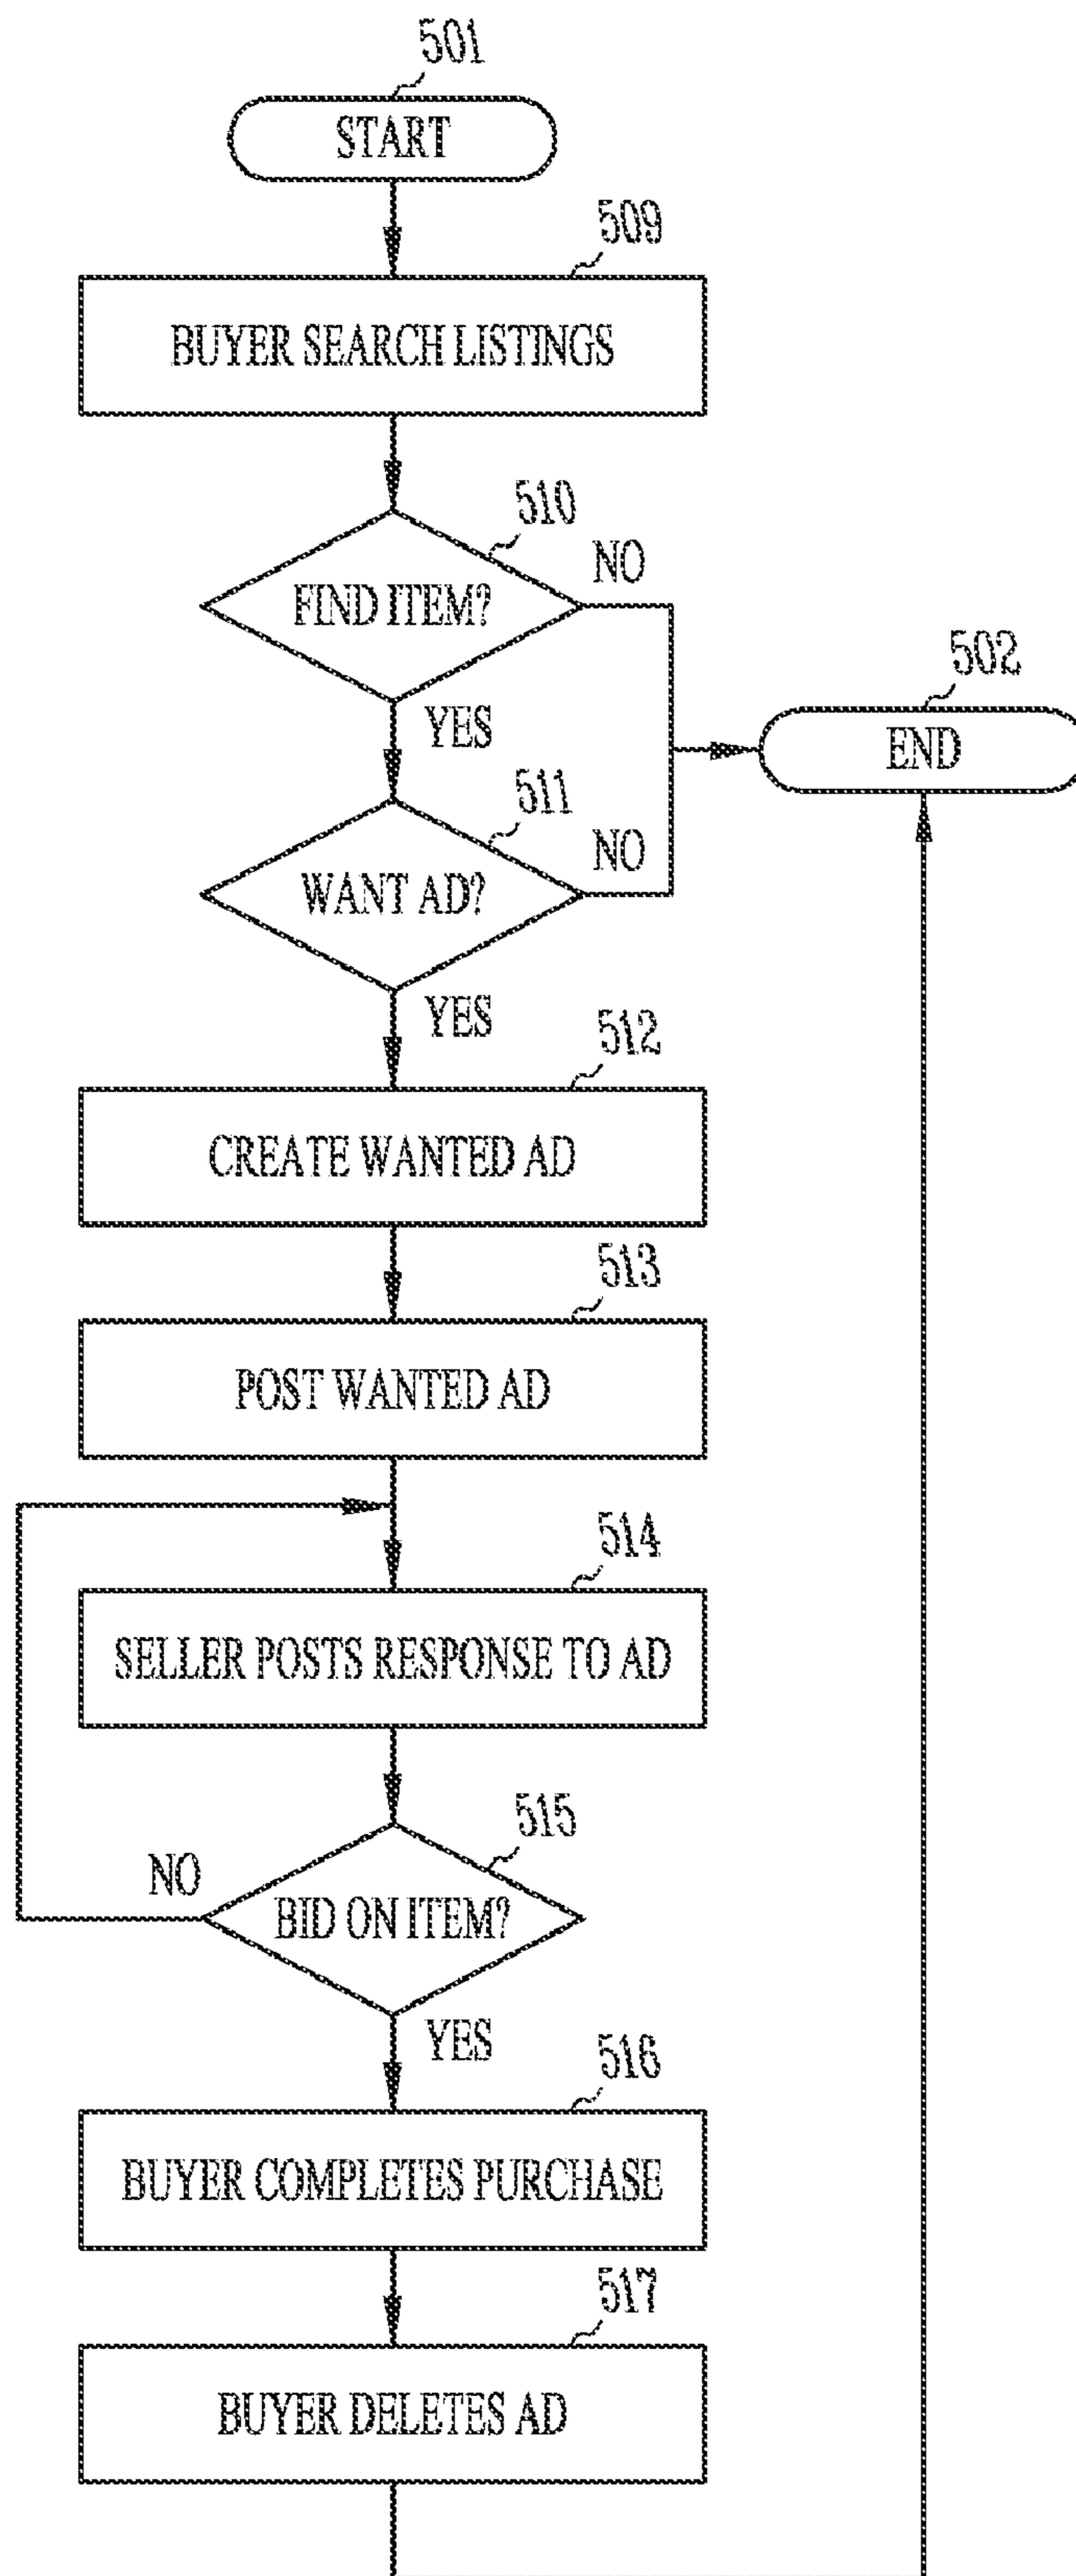 501
START
509
BUYER SEARCH LISTINGS
510
FIND ITEM?
NO
YES
502
END
511
WANT AD?
NO
YES
512
CREATE WANTED AD
513
POST WANTED AD
514
SELLER POSTS RESPONSE TO AD
515
BID ON ITEM?
NO
YES
516
BUYER COMPLETES PURCHASE
517
BUYER DELETES AD